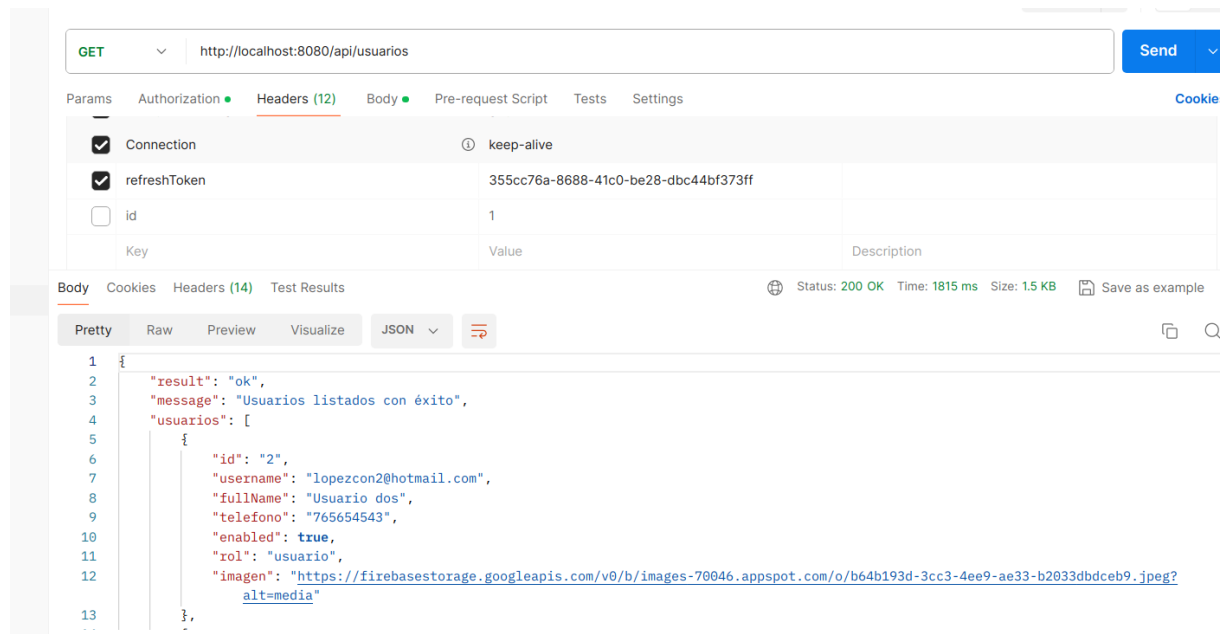 GET http://localhost:8080/api/usuarios Send
Params Authorization Headers (12) Body Pre-request Script Tests Settings Cookies
Connection keep-alive
refreshToken 355cc76a-8688-41c0-be28-dbc44bf373ff
id 1
Key Value Description
Body Cookies Headers (14) Test Results Status: 200 OK Time: 1815 ms Size: 1.5 KB Save as example
Pretty Raw Preview Visualize JSON
1 {
2 "result": "ok",
3 "message": "Usuarios listados con éxito",
4 "usuarios": [
5 {
6 "id": "2",
7 "username": "lopezcon2@hotmail.com",
8 "fullName": "Usuario dos",
9 "telefono": "765654543",
10 "enabled": true,
11 "rol": "usuario",
12 "imagen": "https://firebasestorage.googleapis.com/v0/b/images-70046.appspot.com/o/b64b193d-3cc3-4ee9-ae33-b2033dbdceb9.jpeg?
alt=media"
13 },